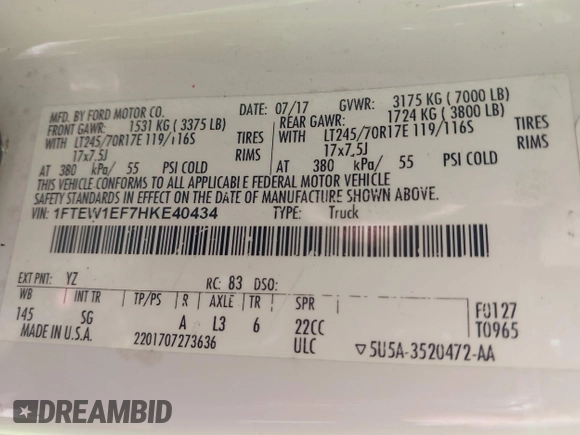 MFD. BY FORD MOTOR CO. DATE: 07/17 GVWR: 3175 KG ( 7000 LB)
FRONT GAWR: 1531 KG ( 3375 LB) REAR GAWR: 1724 KG ( 3800 LB)
WITH LT245/70R17E 119/116S TIRES WITH LT245/70R17E 119/116S TIRES
17x7.5J RIMS 17x7.5J RIMS
AT 380 kPa/ 55 PSI COLD AT 380 kPa/ 55 PSI COLD
THIS VEHICLE CONFORMS TO ALL APPLICABLE FEDERAL MOTOR VEHICLE
SAFETY STANDARDS IN EFFECT ON THE DATE OF MANUFACTURE SHOWN ABOVE.
VIN: 1FTEW1EF7HKE40434 TYPE: Truck
EXT PNT: YZ RC: 83 DSO:
WB INT TR TP/PS R AXLE TR SPR F0127
145 SG A L3 6 22CC T0965
MADE IN U.S.A. 2201707273636 ULC ▽5U5A-3520472-AA
DREAMBID